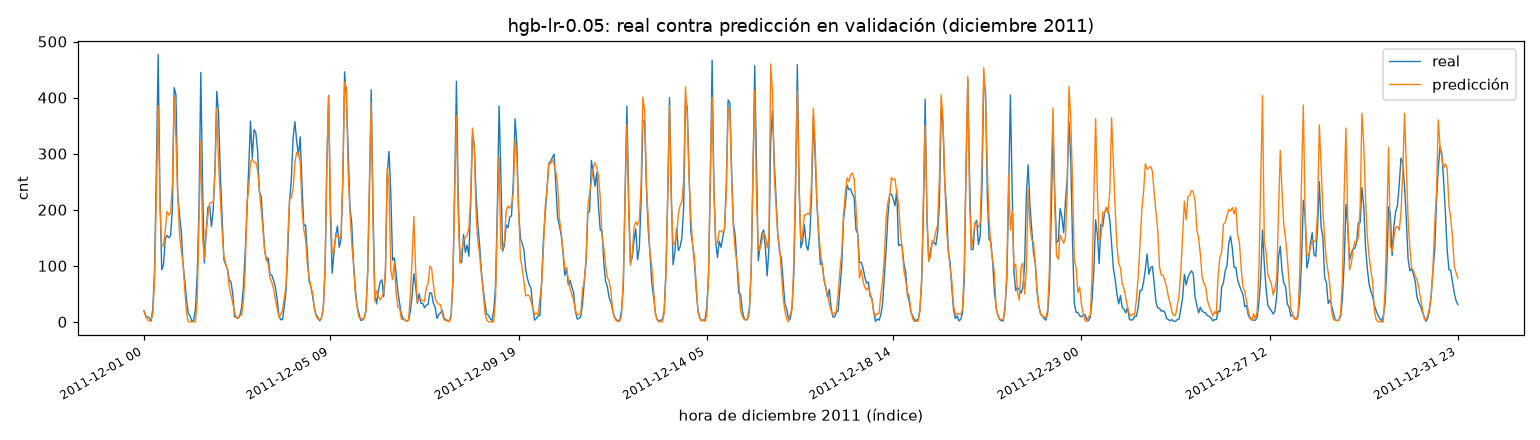 hgb-lr-0.05: real contra predicción en validación (diciembre 2011)
real
predicción
500
400
300
200
100
0
cnt
2011-12-01 00
2011-12-05 09
2011-12-09 19
2011-12-14 05
2011-12-18 14
2011-12-23 00
2011-12-27 12
2011-12-31 23
hora de diciembre 2011 (índice)